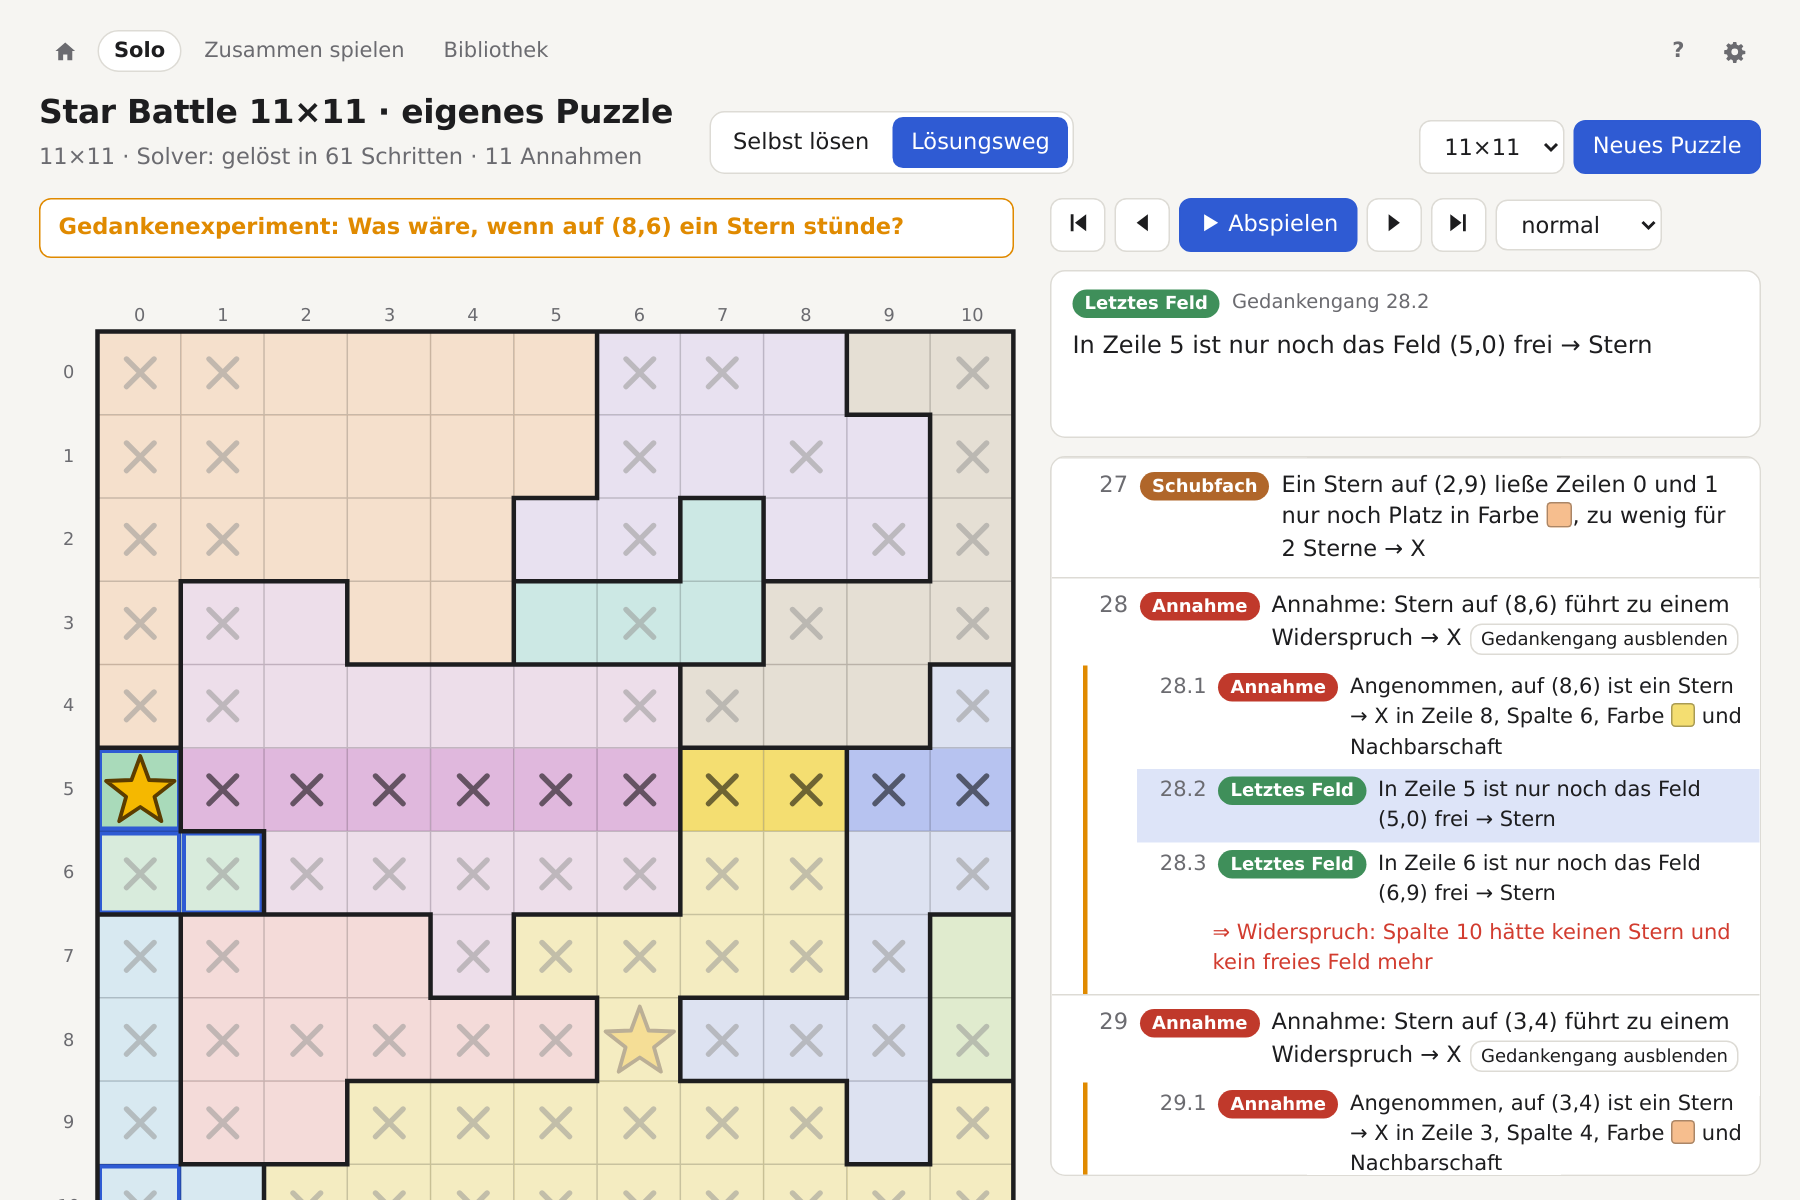 Solo Zusammen spielen Bibliothek ?
Star Battle 11×11 · eigenes Puzzle
11×11 · Solver: gelöst in 61 Schritten · 11 Annahmen
Selbst lösen Lösungsweg
11×11 Neues Puzzle
Gedankenexperiment: Was wäre, wenn auf (8,6) ein Stern stünde?
Abspielen normal
0 1 2 3 4 5 6 7 8 9 10
0
1
2
3
4
5
6
7
8
9
Letztes Feld Gedankengang 28.2
In Zeile 5 ist nur noch das Feld (5,0) frei → Stern
27 Schubfach Ein Stern auf (2,9) ließe Zeilen 0 und 1
nur noch Platz in Farbe , zu wenig für
2 Sterne → X
28 Annahme Annahme: Stern auf (8,6) führt zu einem
Widerspruch → X Gedankengang ausblenden
28.1 Annahme Angenommen, auf (8,6) ist ein Stern
→ X in Zeile 8, Spalte 6, Farbe und
Nachbarschaft
28.2 Letztes Feld In Zeile 5 ist nur noch das Feld
(5,0) frei → Stern
28.3 Letztes Feld In Zeile 6 ist nur noch das Feld
(6,9) frei → Stern
⇒ Widerspruch: Spalte 10 hätte keinen Stern und
kein freies Feld mehr
29 Annahme Annahme: Stern auf (3,4) führt zu einem
Widerspruch → X Gedankengang ausblenden
29.1 Annahme Angenommen, auf (3,4) ist ein Stern
→ X in Zeile 3, Spalte 4, Farbe und
Nachbarschaft